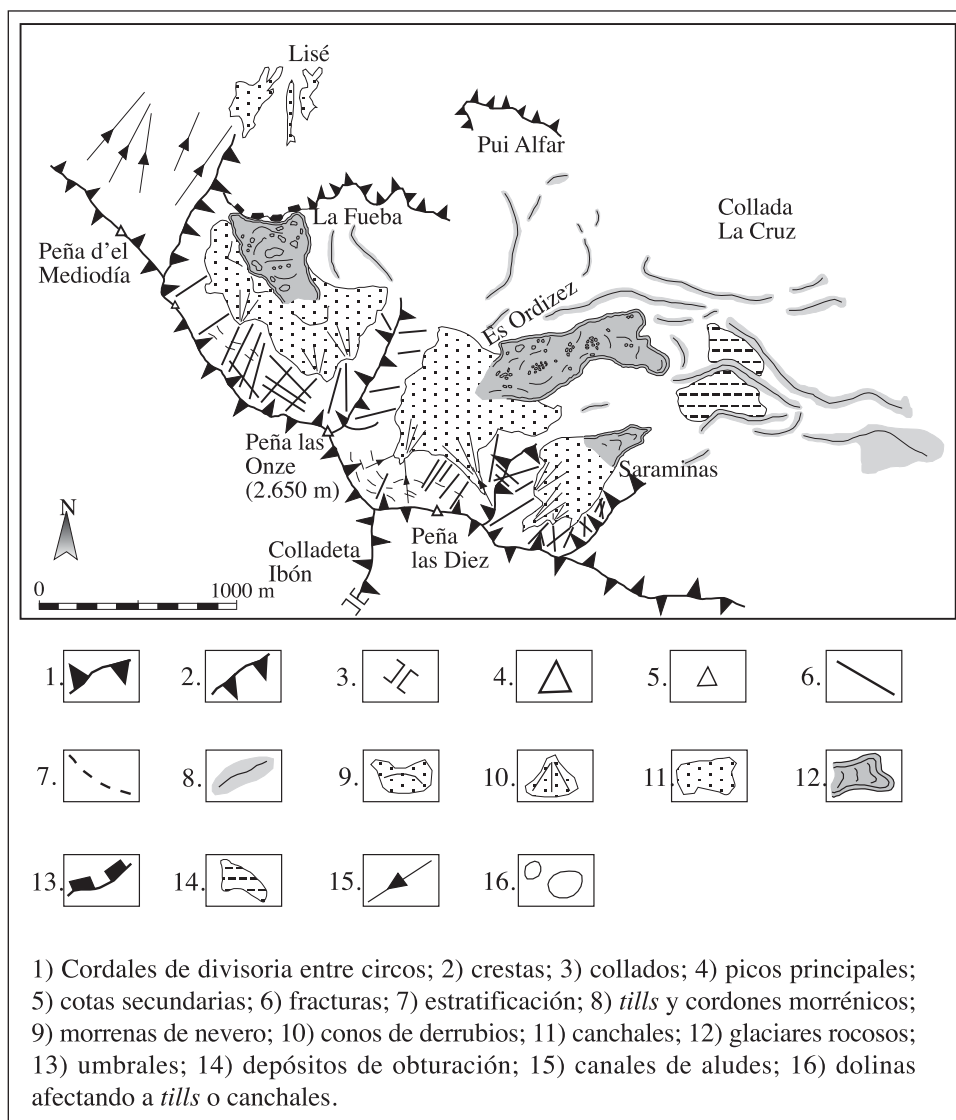 Lisé
Pui Alfar
La Fueba
Collada
La Cruz
Peña d'el
Mediodía
Es Ordizez
Peña las
Onze
(2.650 m)
Saraminas
Peña
las Diez
Colladeta
Ibón
N
0 1000 m
1. 2. 3. 4. 5. 6.
7. 8. 9. 10. 11. 12.
13. 14. 15. 16.
1) Cordales de divisoria entre circos; 2) crestas; 3) collados; 4) picos principales;
5) cotas secundarias; 6) fracturas; 7) estratificación; 8) tills y cordones morrénicos;
9) morrenas de nevero; 10) conos de derrubios; 11) canchales; 12) glaciares rocosos;
13) umbrales; 14) depósitos de obturación; 15) canales de aludes; 16) dolinas
afectando a tills o canchales.